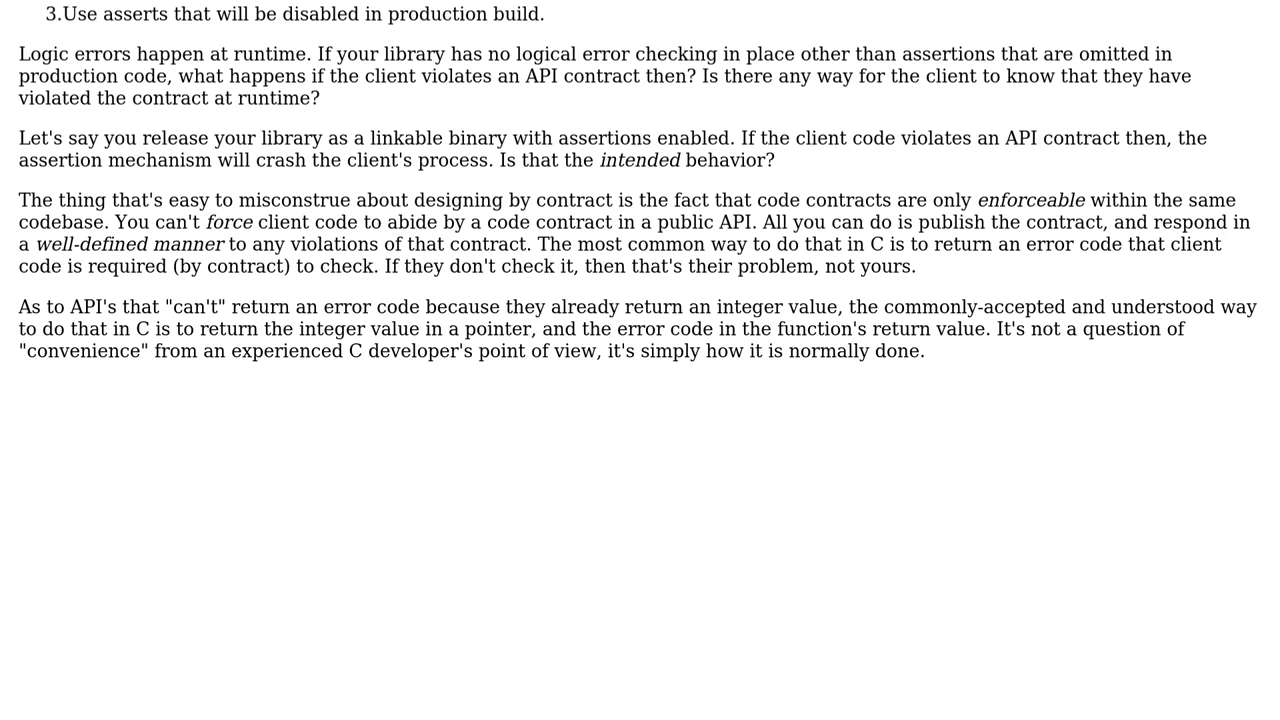 3.Use asserts that will be disabled in production build.
Logic errors happen at runtime. If your library has no logical error checking in place other than assertions that are omitted in
production code, what happens if the client violates an API contract then? Is there any way for the client to know that they have
violated the contract at runtime?
Let's say you release your library as a linkable binary with assertions enabled. If the client code violates an API contract then, the
assertion mechanism will crash the client's process. Is that the intended behavior?
The thing that's easy to misconstrue about designing by contract is the fact that code contracts are only enforceable within the same
codebase. You can't force client code to abide by a code contract in a public API. All you can do is publish the contract, and respond in
a well-defined manner to any violations of that contract. The most common way to do that in C is to return an error code that client
code is required (by contract) to check. If they don't check it, then that's their problem, not yours.
As to API's that "can't" return an error code because they already return an integer value, the commonly-accepted and understood way
to do that in C is to return the integer value in a pointer, and the error code in the function's return value. It's not a question of
"convenience" from an experienced C developer's point of view, it's simply how it is normally done.